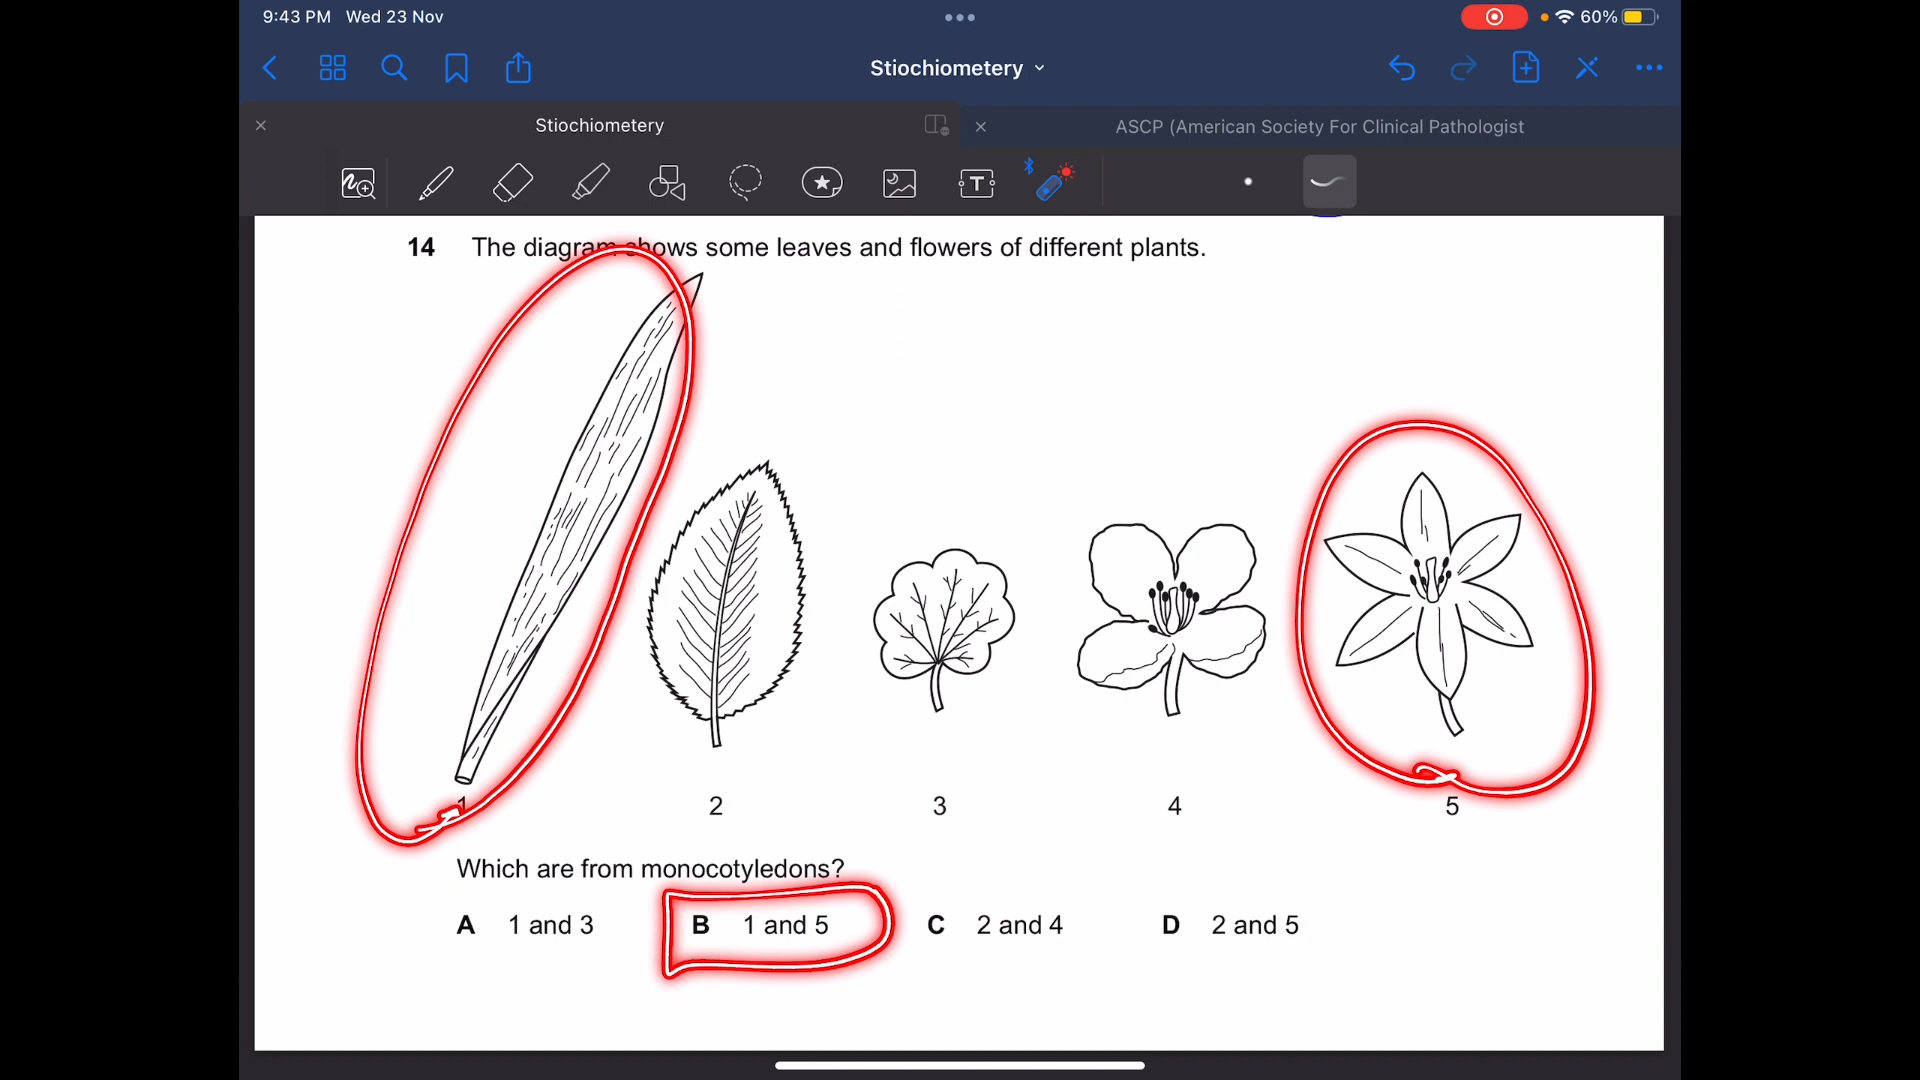 9:43 PM Wed 23 Nov
60%
Stiochiometery
Stiochiometery
ASCP (American Society For Clinical Pathologist
T
14 The diagram shows some leaves and flowers of different plants.
1 2 3 4 5
Which are from monocotyledons?
A 1 and 3 B 1 and 5 C 2 and 4 D 2 and 5